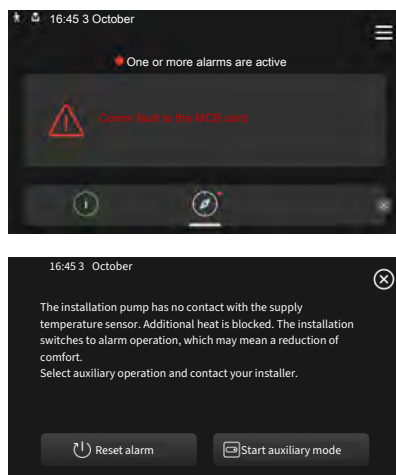 16:45 3 October
One or more alarms are active
Comm fault to the MCB card
16:45 3 October
The installation pump has no contact with the supply
temperature sensor. Additional heat is blocked. The installation
switches to alarm operation, which may mean a reduction of
comfort.
Select auxiliary operation and contact your installer.
Reset alarm
Start auxiliary mode